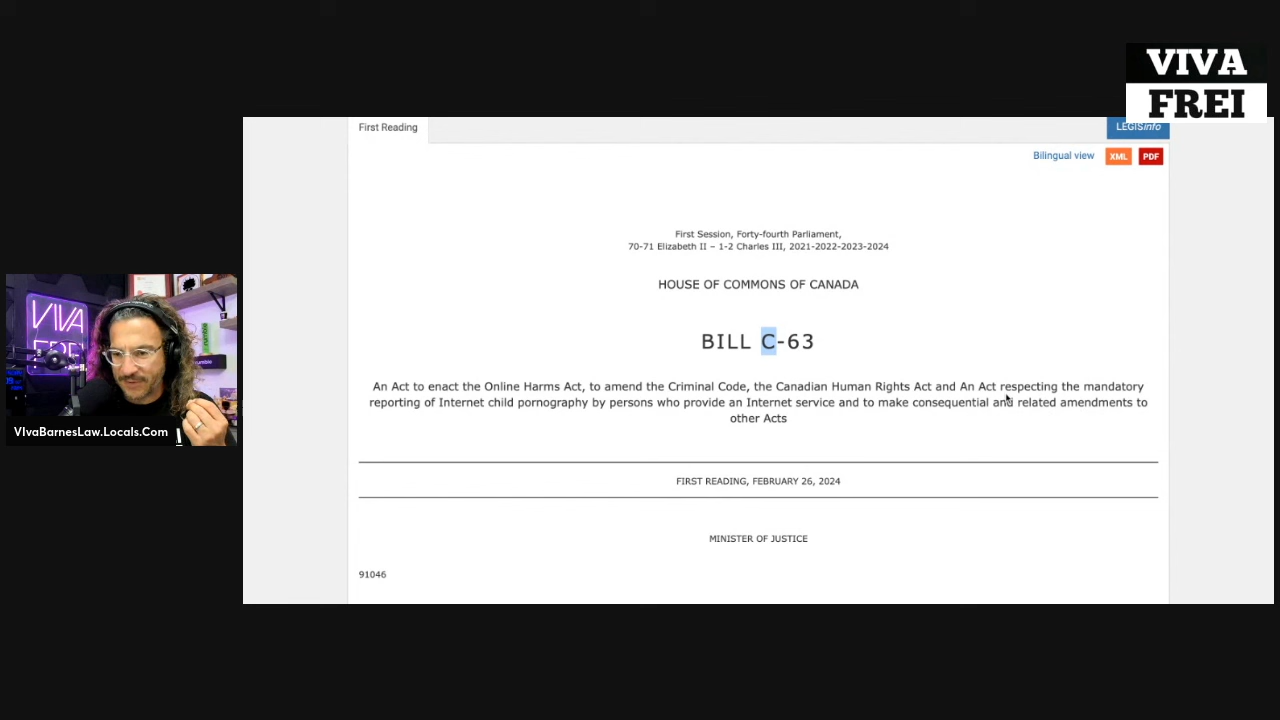 VIVA
FREI
First Reading
LEGISinfo
Bilingual view XML PDF
First Session, Forty-fourth Parliament,
70-71 Elizabeth II – 1-2 Charles III, 2021-2022-2023-2024
HOUSE OF COMMONS OF CANADA
BILL C-63
An Act to enact the Online Harms Act, to amend the Criminal Code, the Canadian Human Rights Act and An Act respecting the mandatory
reporting of Internet child pornography by persons who provide an Internet service and to make consequential and related amendments to
other Acts
FIRST READING, FEBRUARY 26, 2024
MINISTER OF JUSTICE
91046
VIVA
FREI
rumble
VIvaBarnesLaw.Locals.Com